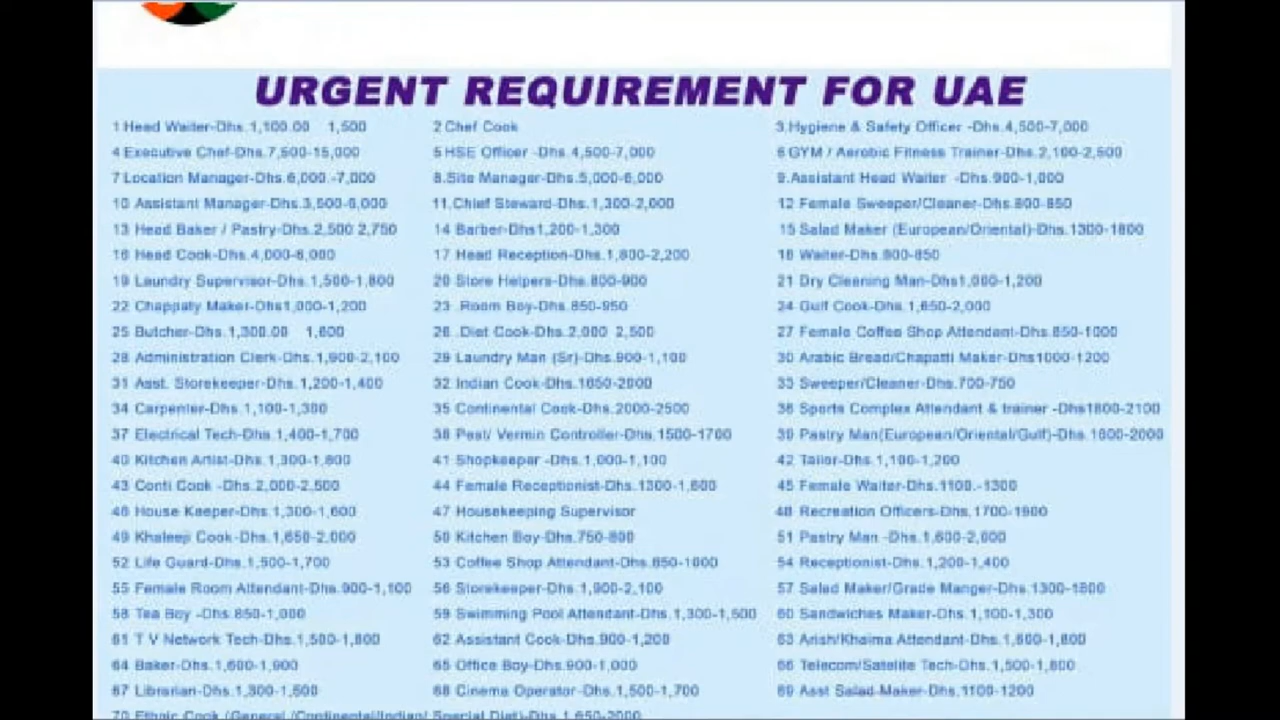 URGENT REQUIREMENT FOR UAE
1 Head Waiter-Dhs.1,100.00 1,500 2 Chef Cook 3.Hygiene & Safety Officer -Dhs.4,500-7,000
4 Executive Chef-Dhs.7,500-15,000 5 HSE Officer -Dhs.4,500-7,000 6 GYM / Aerobic Fitness Trainer-Dhs.2,100-2,500
7 Location Manager-Dhs.6,000.-7,000 8.Site Manager-Dhs.5,000-6,000 9.Assistant Head Waiter -Dhs.900-1,000
10 Assistant Manager-Dhs.3,500-6,000 11.Chief Steward-Dhs.1,300-2,000 12 Female Sweeper/Cleaner-Dhs.800-850
13 Head Baker / Pastry-Dhs.2,500 2,750 14 Barber-Dhs1,200-1,300 15 Salad Maker (European/Oriental)-Dhs.1300-1800
16 Head Cook-Dhs.4,000-6,000 17 Head Reception-Dhs.1,800-2,200 18 Waiter-Dhs.800-850
19 Laundry Supervisor-Dhs.1,500-1,800 20 Store Helpers-Dhs.800-900 21 Dry Cleaning Man-Dhs1,000-1,200
22 Chappaty Maker-Dhs1,000-1,200 23 Room Boy-Dhs.850-950 24 Gulf Cook-Dhs.1,650-2,000
25 Butcher-Dhs.1,300.00 1,600 26 .Diet Cook-Dhs.2,000 2,500 27 Female Coffee Shop Attendant-Dhs.850-1000
28 Administration Clerk-Dhs.1,900-2,100 29 Laundry Man (Sr)-Dhs.900-1,100 30 Arabic Bread/Chapatti Maker-Dhs1000-1200
31 Asst. Storekeeper-Dhs.1,200-1,400 32 Indian Cook-Dhs.1650-2000 33 Sweeper/Cleaner-Dhs.700-750
34 Carpenter-Dhs.1,100-1,300 35 Continental Cook-Dhs.2000-2500 36 Sports Complex Attendant & trainer -Dhs1800-2100
37 Electrical Tech-Dhs.1,400-1,700 38 Pest/ Vermin Controller-Dhs.1500-1700 39 Pastry Man(European/Oriental/Gulf)-Dhs.1600-2000
40 Kitchen Artist-Dhs.1,300-1,600 41 Shopkeeper -Dhs.1,000-1,100 42 Tailor-Dhs.1,100-1,200
43 Conti Cook -Dhs.2,000-2,500 44 Female Receptionist-Dhs.1300-1,600 45 Female Waiter-Dhs.1100.-1300
46 House Keeper-Dhs.1,300-1,600 47 Housekeeping Supervisor 48 Recreation Officers-Dhs.1700-1900
49 Khaleeji Cook-Dhs.1,650-2,000 50 Kitchen Boy-Dhs.750-800 51 Pastry Man -Dhs.1,600-2,000
52 Life Guard-Dhs.1,500-1,700 53 Coffee Shop Attendant-Dhs.850-1000 54 Receptionist-Dhs.1,200-1,400
55 Female Room Attendant-Dhs.900-1,100 56 Storekeeper-Dhs.1,900-2,100 57 Salad Maker/Grade Manger-Dhs.1300-1800
58 Tea Boy -Dhs.850-1,000 59 Swimming Pool Attendant-Dhs.1,300-1,500 60 Sandwiches Maker-Dhs.1,100-1,300
61 T V Network Tech-Dhs.1,500-1,800 62 Assistant Cook-Dhs.900-1,200 63 Arish/Khaima Attendant-Dhs.1,600-1,800
64 Baker-Dhs.1,600-1,900 65 Office Boy-Dhs.900-1,000 66 Telecom/Satelite Tech-Dhs.1,500-1,800
67 Librarian-Dhs.1,300-1,500 68 Cinema Operator-Dhs.1,500-1,700 69 Asst Salad Maker-Dhs.1100-1200
70 Ethnic Cook (General /Continental/Indian/ Special Diet)-Dhs.1,650-2000